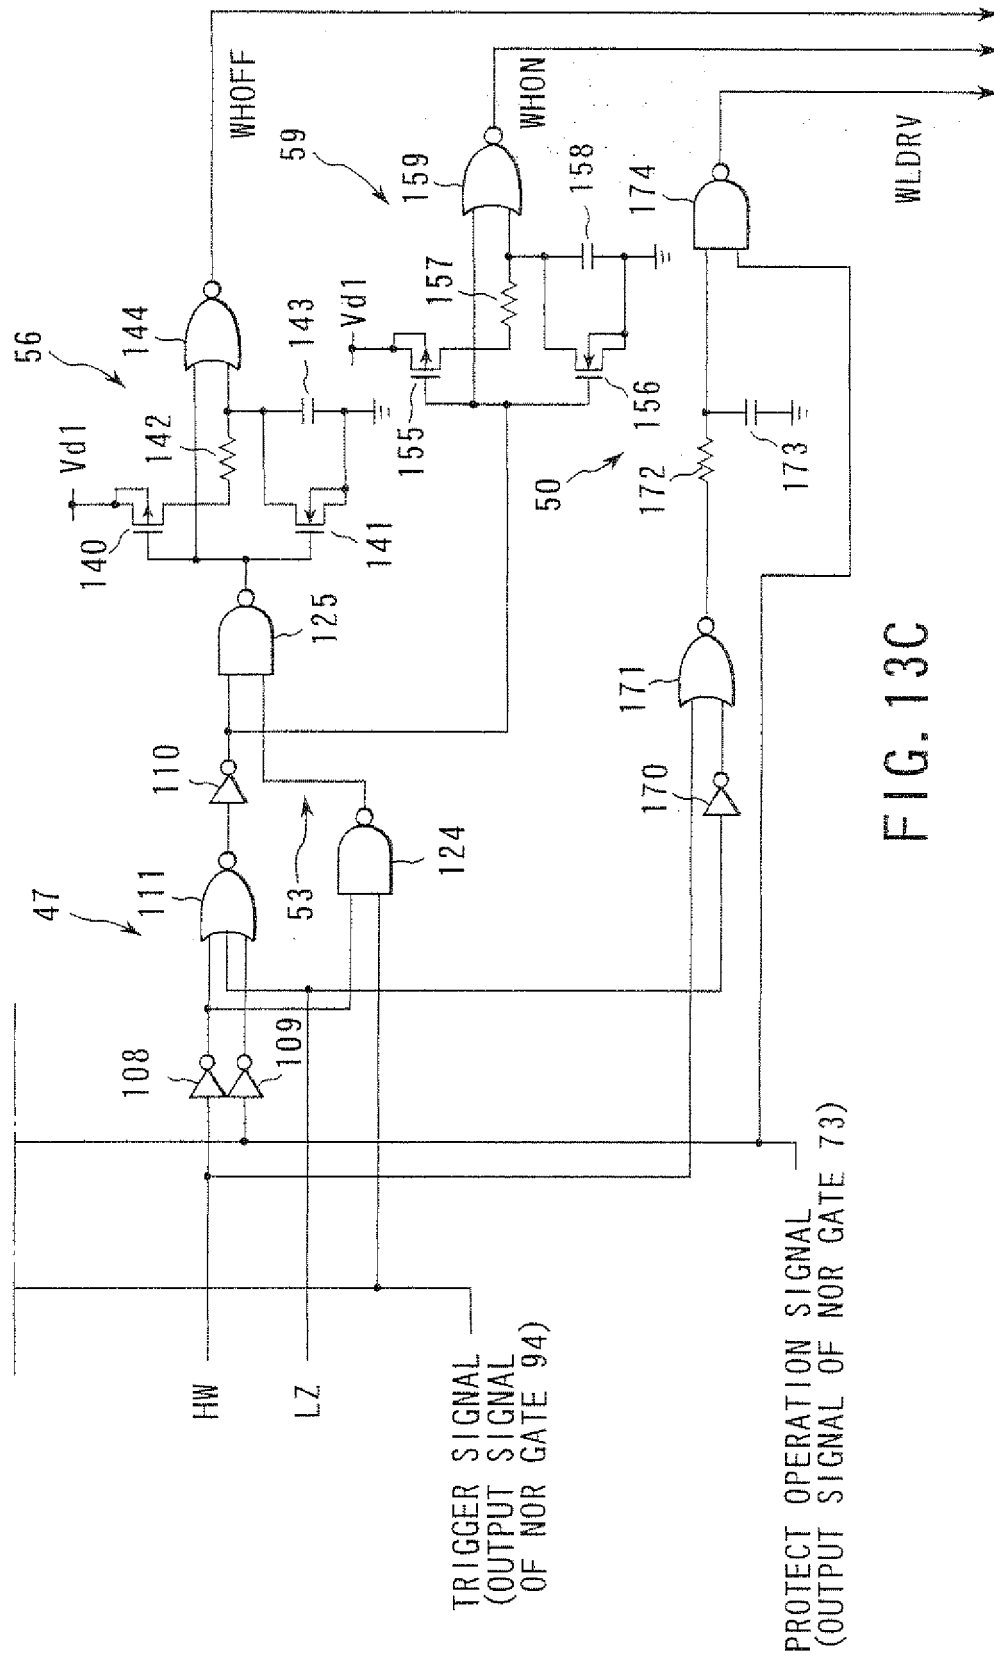 HW
LZ
TRIGGER SIGNAL
(OUTPUT SIGNAL
OF NOR GATE 94)
PROTECT OPERATION SIGNAL
(OUTPUT SIGNAL OF NOR GATE 73)
108
109
47
111
110
53
124
125
56
Vd1
140
141
142
143
144
WHOFF
59
Vd1
155
156
157
158
159
WHON
50
170
171
172
173
174
WLDRV
FIG. 13C